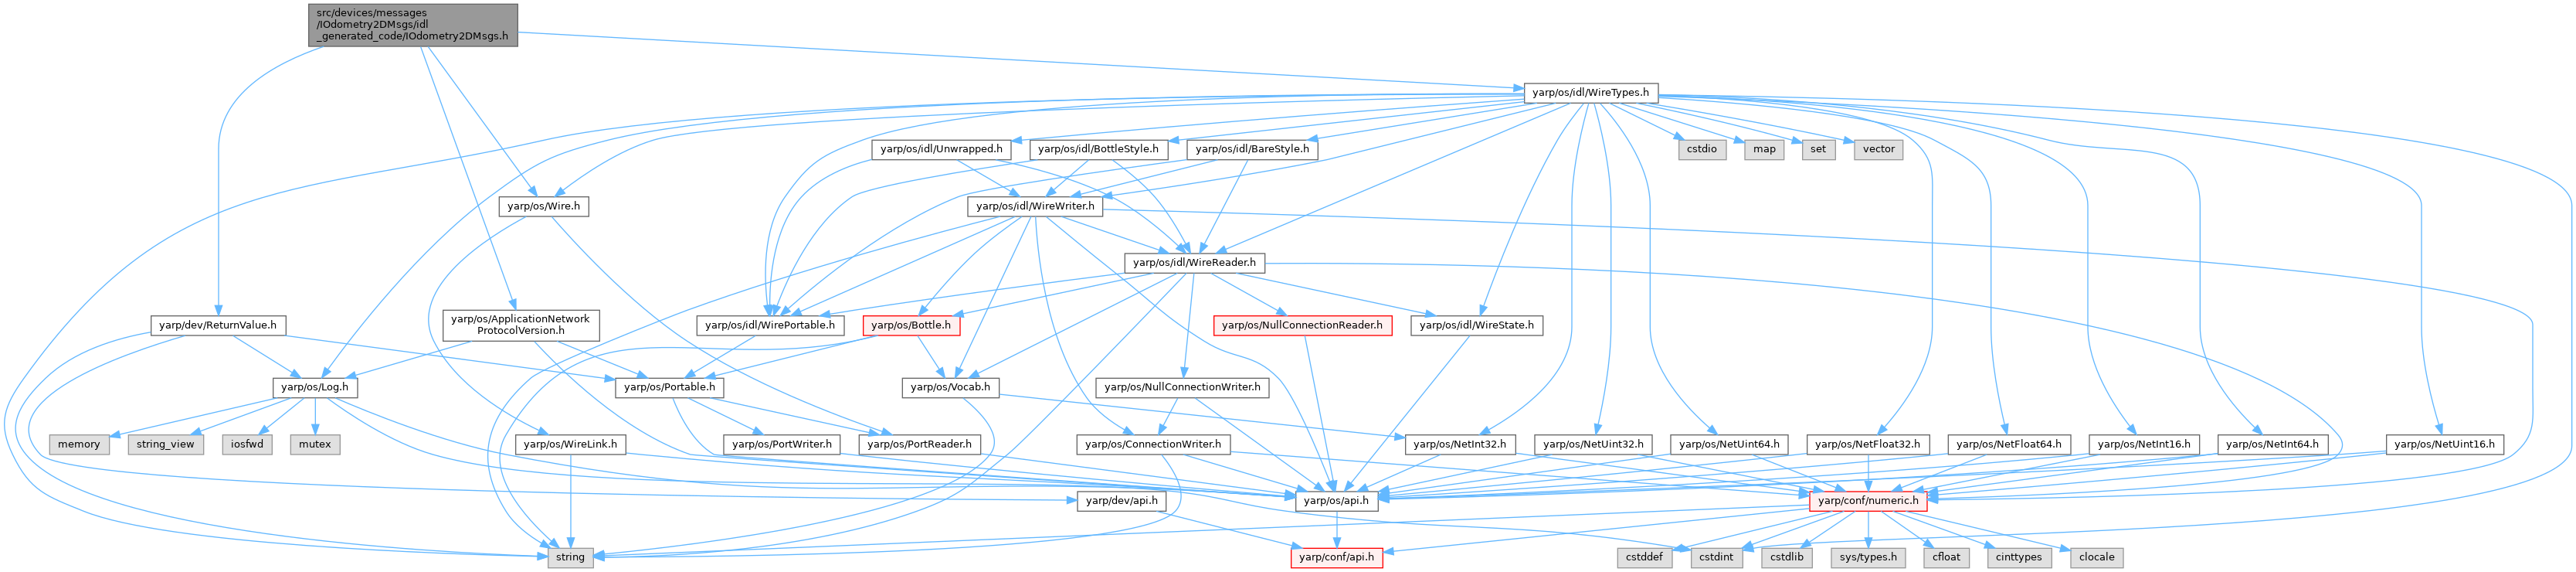 src/devices/messages
/IOdometry2DMsgs/idl
_generated_code/IOdometry2DMsgs.h
yarp/os/idl/WireTypes.h
yarp/os/idl/Unwrapped.h
yarp/os/idl/BottleStyle.h
yarp/os/idl/BareStyle.h
cstdio
map
set
vector
yarp/os/Wire.h
yarp/os/idl/WireWriter.h
yarp/os/idl/WireReader.h
yarp/dev/ReturnValue.h
yarp/os/ApplicationNetwork
ProtocolVersion.h
yarp/os/idl/WirePortable.h
yarp/os/Bottle.h
yarp/os/NullConnectionReader.h
yarp/os/idl/WireState.h
yarp/os/Log.h
yarp/os/Portable.h
yarp/os/Vocab.h
yarp/os/NullConnectionWriter.h
memory
string_view
iosfwd
mutex
yarp/os/WireLink.h
yarp/os/PortWriter.h
yarp/os/PortReader.h
yarp/os/ConnectionWriter.h
yarp/os/NetInt32.h
yarp/os/NetUint32.h
yarp/os/NetUint64.h
yarp/os/NetFloat32.h
yarp/os/NetFloat64.h
yarp/os/NetInt16.h
yarp/os/NetInt64.h
yarp/os/NetUint16.h
yarp/dev/api.h
yarp/os/api.h
yarp/conf/numeric.h
string
yarp/conf/api.h
cstddef
cstdint
cstdlib
sys/types.h
cfloat
cinttypes
clocale